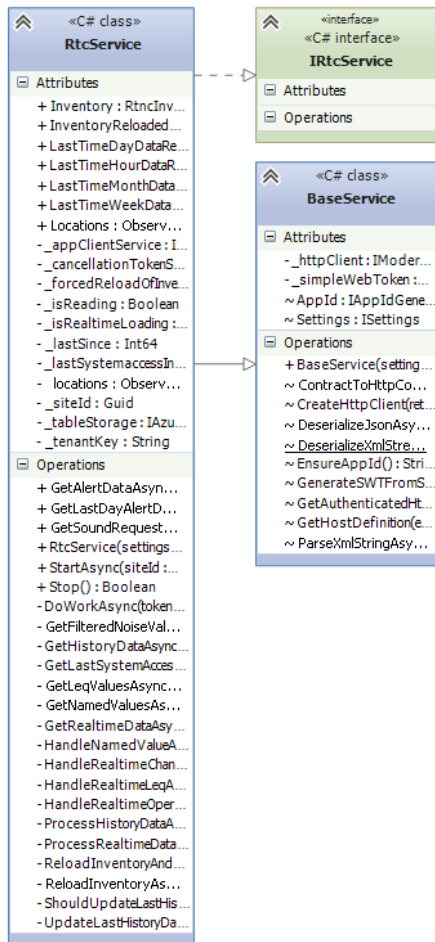 «C# class»
RtcService
Attributes
+ Inventory : RtncInv...
+ InventoryReloaded...
+ LastTimeDayDataRe...
+ LastTimeHourDataR...
+ LastTimeMonthData...
+ LastTimeWeekData...
+ Locations : Observ...
- _appClientService : I...
- _cancellationTokenS...
- _forcedReloadOfInve...
- _isReading : Boolean
- _isRealtimeLoading :...
- _lastSince : Int64
- _lastSystemaccessIn...
- locations : Observ...
- _siteId : Guid
- _tableStorage : IAzu...
- _tenantKey : String
Operations
+ GetAlertDataAsyn...
+ GetLastDayAlertD...
+ GetSoundRequest...
+ RtcService(settings...
+ StartAsync(siteId :...
+ Stop() : Boolean
- DoWorkAsync(token...
- GetFilteredNoiseVal...
- GetHistoryDataAsync...
- GetLastSystemAcces...
- GetLeqValuesAsync...
- GetNamedValuesAs...
- GetRealtimeDataAsy...
- HandleNamedValueA...
- HandleRealtimeChan...
- HandleRealtimeLeqA...
- HandleRealtimeOper...
- ProcessHistoryDataA...
- ProcessRealtimeData...
- ReloadInventoryAnd...
- ReloadInventoryAs...
- ShouldUpdateLastHis...
- UpdateLastHistoryDa...
«interface»
«C# interface»
IRtcService
Attributes
Operations
«C# class»
BaseService
Attributes
- _httpClient : IModer...
- _simpleWebToken :...
~ AppId : IAppIdGene...
~ Settings : ISettings
Operations
+ BaseService(setting...
~ ContractToHttpCo...
~ CreateHttpClient(ret...
~ DeserializeJsonAsy...
~ DeserializeXmlStre...
~ EnsureAppId() : Stri...
~ GenerateSWTFromS...
~ GetAuthenticatedHt...
~ GetHostDefinition(e...
~ ParseXmlStringAsy...